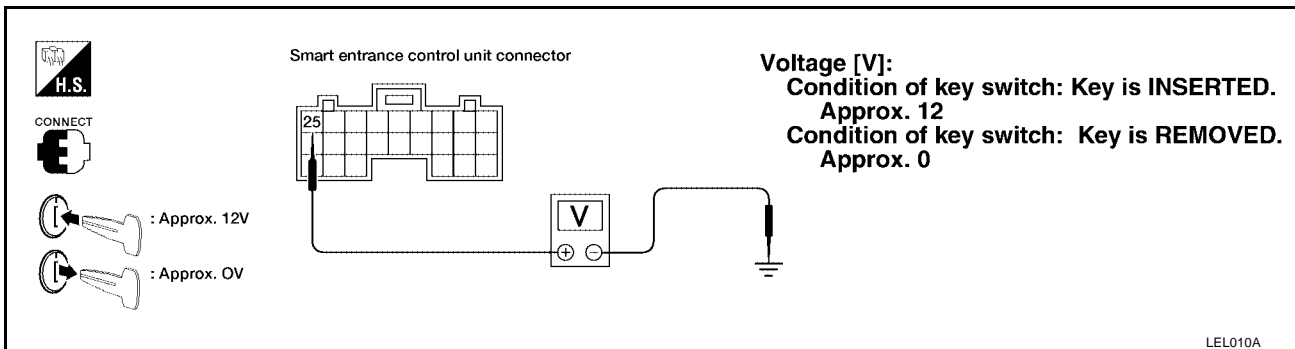 H.S.
CONNECT
: Approx. 12V
: Approx. OV
Smart entrance control unit connector
25
V
Voltage [V]:
Condition of key switch: Key is INSERTED.
Approx. 12
Condition of key switch: Key is REMOVED.
Approx. 0
LEL010A